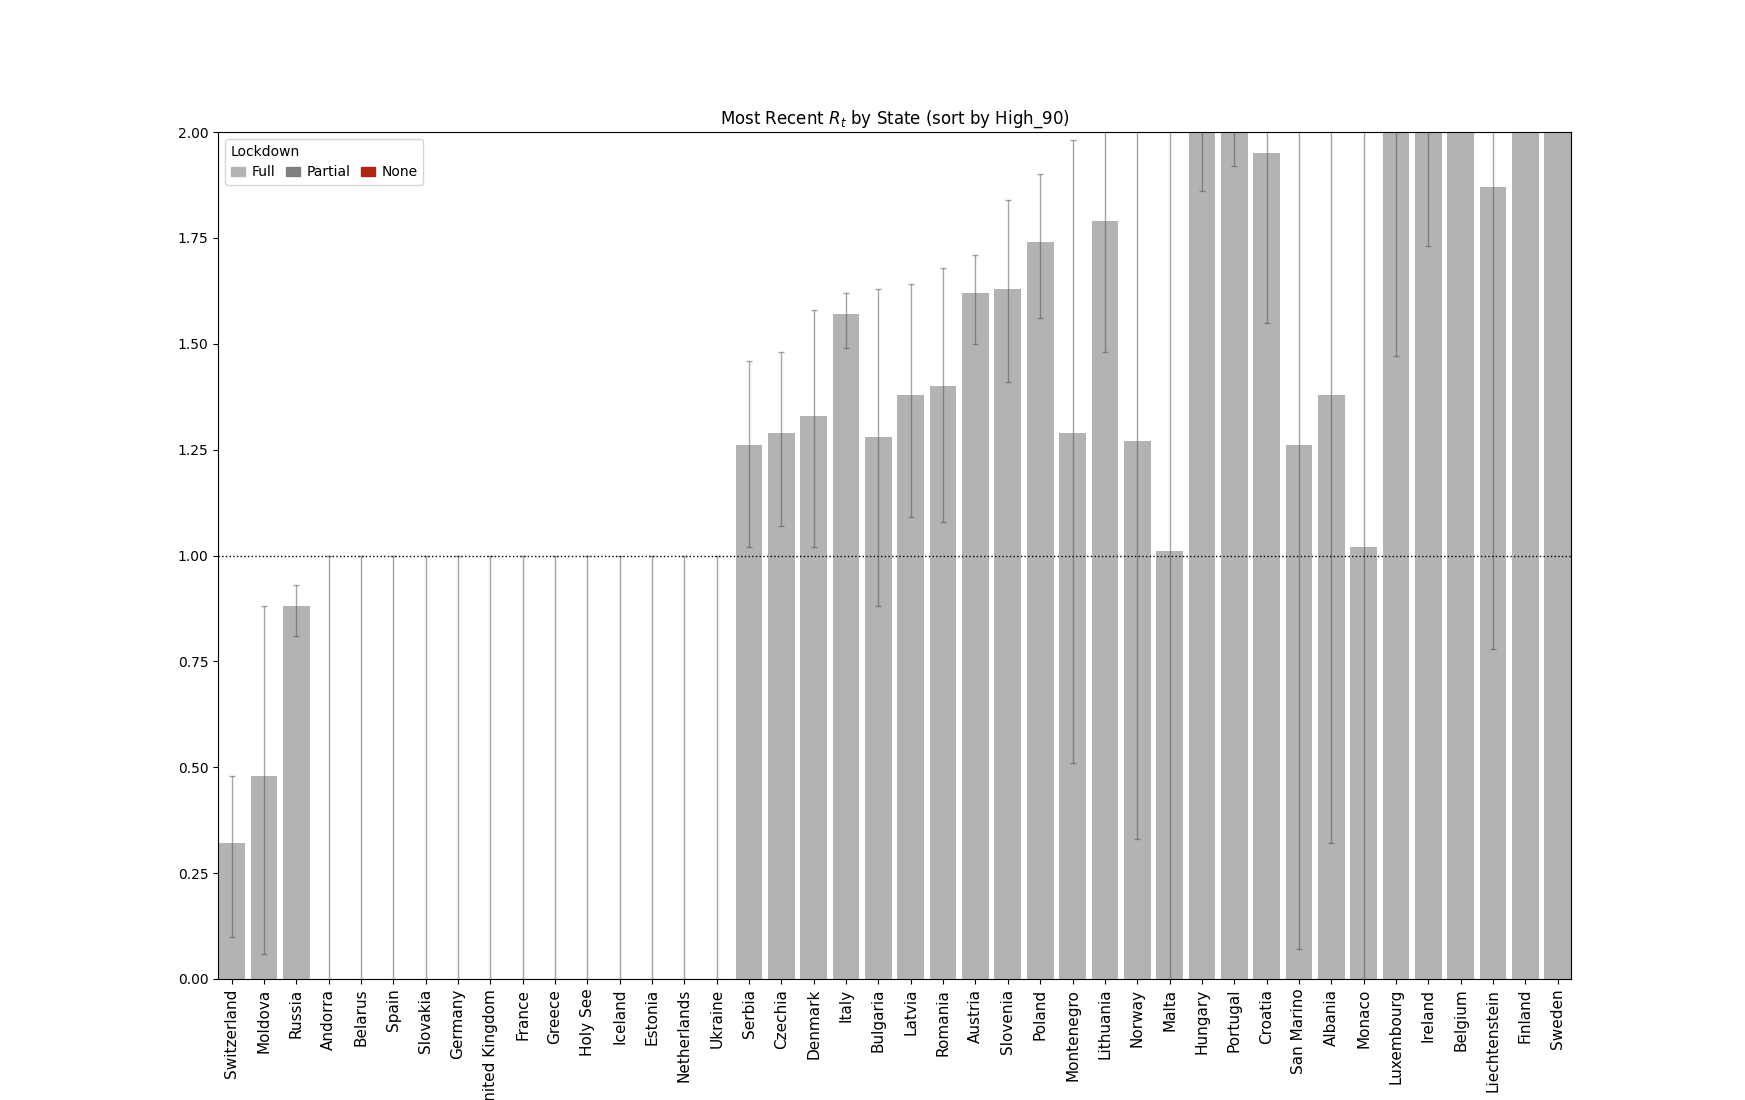 Most Recent R_t by State (sort by High_90)
Lockdown
Full Partial None
2.00
1.75
1.50
1.25
1.00
0.75
0.50
0.25
0.00
Switzerland
Moldova
Russia
Andorra
Belarus
Spain
Slovakia
Germany
nited Kingdom
France
Greece
Holy See
Iceland
Estonia
Netherlands
Ukraine
Serbia
Czechia
Denmark
Italy
Bulgaria
Latvia
Romania
Austria
Slovenia
Poland
Montenegro
Lithuania
Norway
Malta
Hungary
Portugal
Croatia
San Marino
Albania
Monaco
Luxembourg
Ireland
Belgium
Liechtenstein
Finland
Sweden